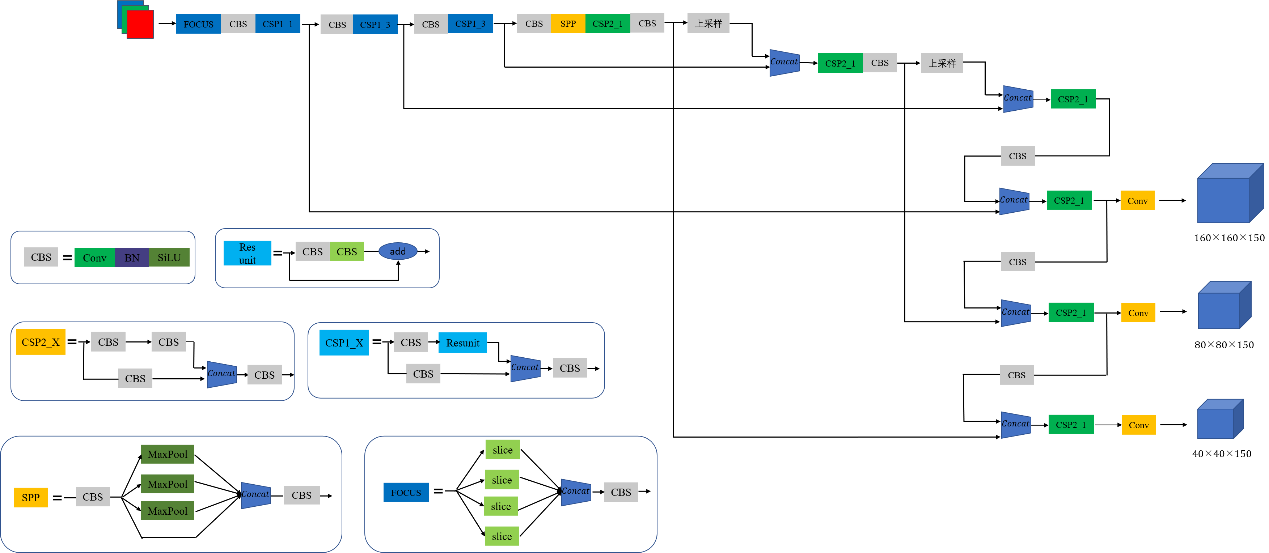 FOCUS CBS CSP1_1 CBS CSP1_3 CBS CSP1_3 CBS SPP CSP2_1 CBS 上采样
Concat CSP2_1 CBS 上采样
Concat CSP2_1
CBS
Concat CSP2_1 Conv
160×160×150
CBS
Concat CSP2_1 Conv
80×80×150
CBS
Concat CSP2_1 Conv
40×40×150
CBS = Conv BN SiLU
Res
unit
= CBS CBS add
CSP2_X = CBS CBS
CBS
Concat CBS
CSP1_X = CBS Resunit
CBS
Concat CBS
SPP = CBS
MaxPool
MaxPool
MaxPool
Concat CBS
FOCUS =
slice
slice
slice
slice
Concat CBS